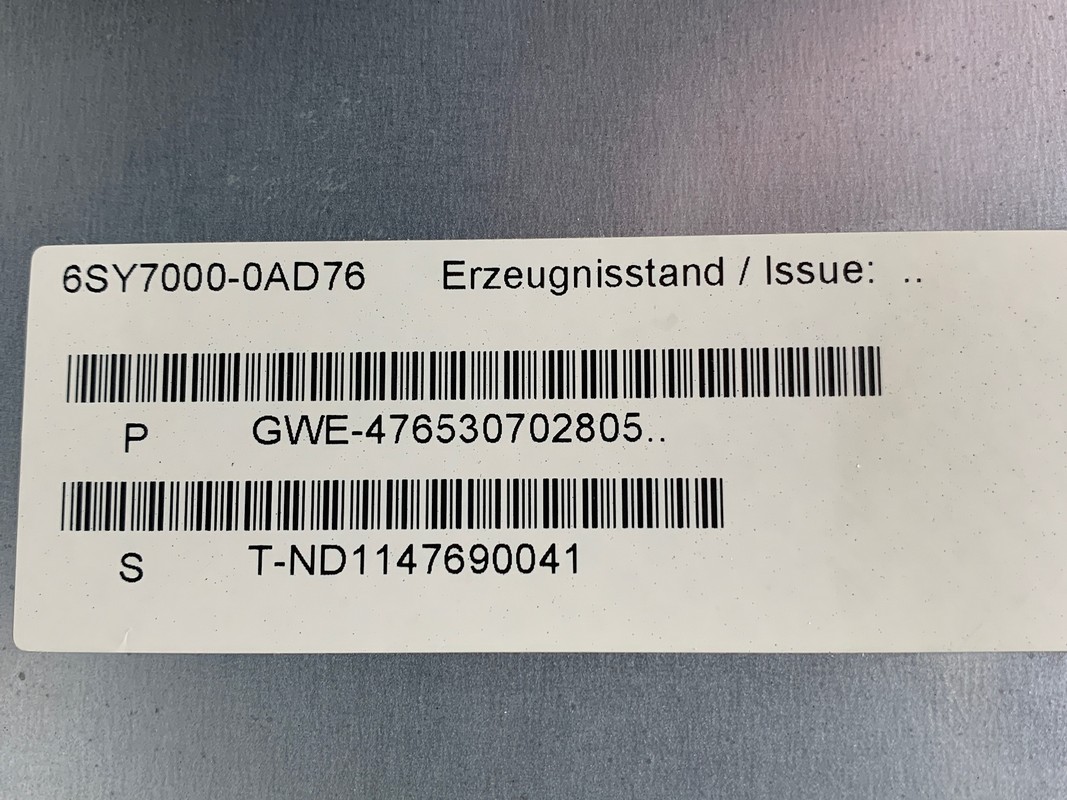 6SY7000-0AD76 Erzeugnisstand / Issue: ..
P GWE-476530702805..
S T-ND1147690041